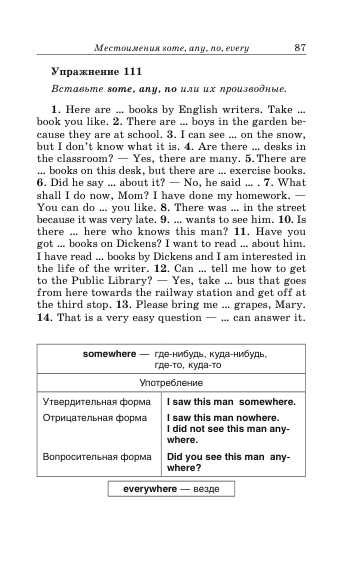 Местоимения some, any, no, every 87
Упражнение 111
Вставьте some, any, no или их производные.
1. Here are ... books by English writers. Take ...
book you like. 2. There are ... boys in the garden be-
cause they are at school. 3. I can see ... on the snow,
but I don't know what it is. 4. Are there ... desks in
the classroom? — Yes, there are many. 5. There are
... books on this desk, but there are ... exercise books.
6. Did he say ... about it? — No, he said ... . 7. What
shall I do now, Mom? I have done my homework. —
You can do ... you like. 8. There was ... in the street
because it was very late. 9. ... wants to see him. 10. Is
there ... here who knows this man? 11. Have you
got ... books on Dickens? I want to read ... about him.
I have read ... books by Dickens and I am interested in
the life of the writer. 12. Can ... tell me how to get
to the Public Library? — Yes, take ... bus that goes
from here towards the railway station and get off at
the third stop. 13. Please bring me ... grapes, Mary.
14. That is a very easy question — ... can answer it.
somewhere — где-нибудь, куда-нибудь,
где-то, куда-то
Употребление
Утвердительная форма I saw this man somewhere.
Отрицательная форма I saw this man nowhere.
I did not see this man any-
where.
Вопросительная форма Did you see this man any-
where?
everywhere — везде